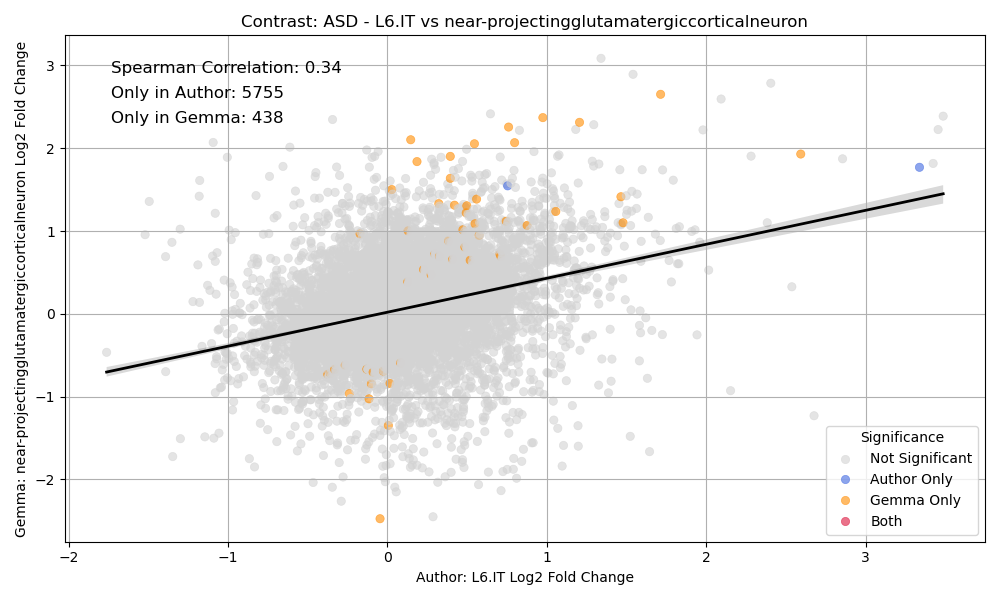 Contrast: ASD - L6.IT vs near-projectingglutamatergiccorticalneuron
Spearman Correlation: 0.34
Only in Author: 5755
Only in Gemma: 438
Gemma: near-projectingglutamatergiccorticalneuron Log2 Fold Change
3
2
1
0
−1
−2
Significance
Not Significant
Author Only
Gemma Only
Both
−2
−1
0
1
2
3
Author: L6.IT Log2 Fold Change